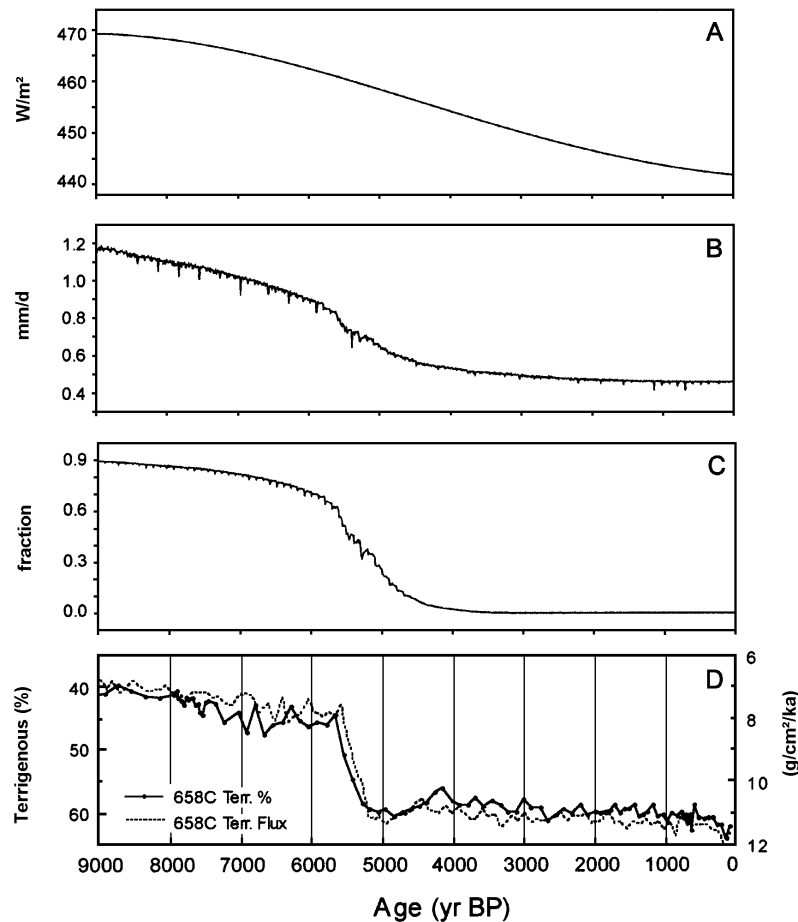 A
W/m²
470
460
450
440
B
mm/d
1.2
1.0
0.8
0.6
0.4
C
fraction
0.9
0.6
0.3
0.0
D
Terrigenous (%)
40
50
60
658C Terr. %
658C Terr. Flux
6
7
8
10
11
12
(g/cm²/ka)
9000 8000 7000 6000 5000 4000 3000 2000 1000 0
Age (yr BP)